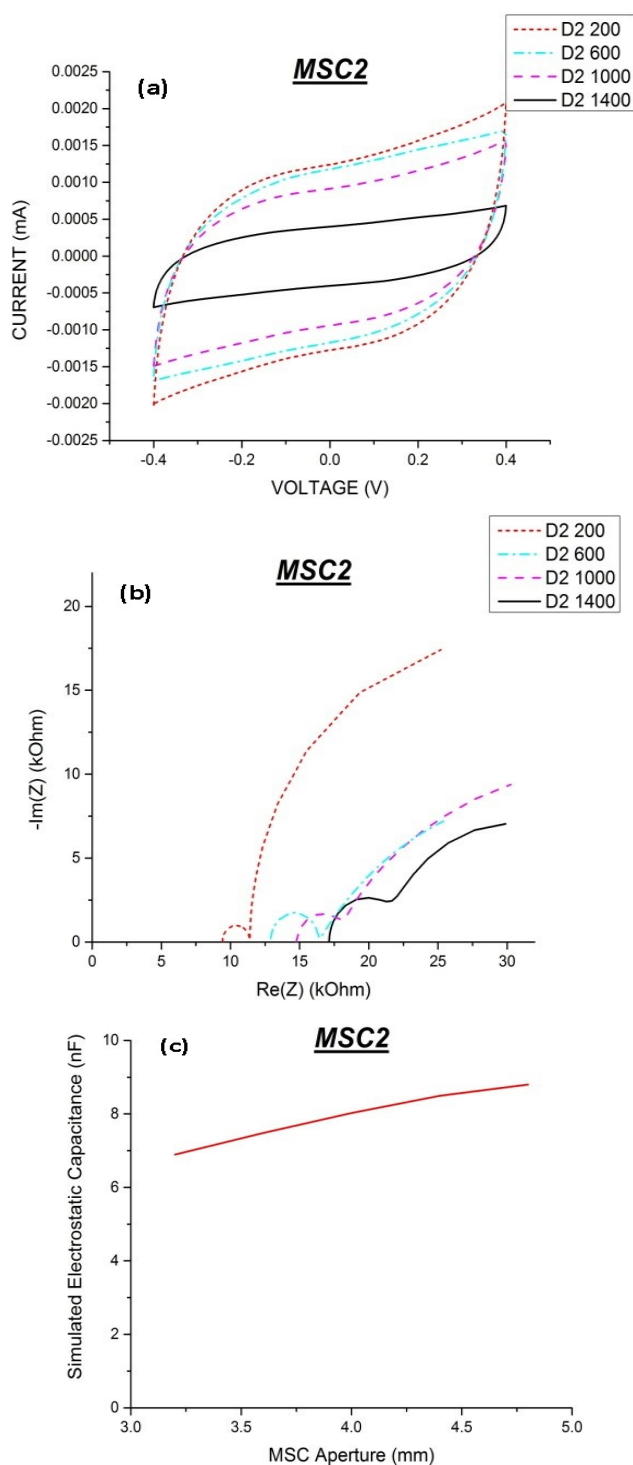 D2 200
D2 600
D2 1000
D2 1400
(a)
MSC2
0.0025
0.0020
0.0015
0.0010
0.0005
0.0000
-0.0005
-0.0010
-0.0015
-0.0020
-0.0025
CURRENT (mA)
-0.4 -0.2 0.0 0.2 0.4
VOLTAGE (V)
D2 200
D2 600
D2 1000
D2 1400
(b)
MSC2
20
15
10
5
0
-Im(Z) (kOhm)
0 5 10 15 20 25 30
Re(Z) (kOhm)
(c)
MSC2
10
8
6
4
2
0
Simulated Electrostatic Capacitance (nF)
3.0 3.5 4.0 4.5 5.0
MSC Aperture (mm)